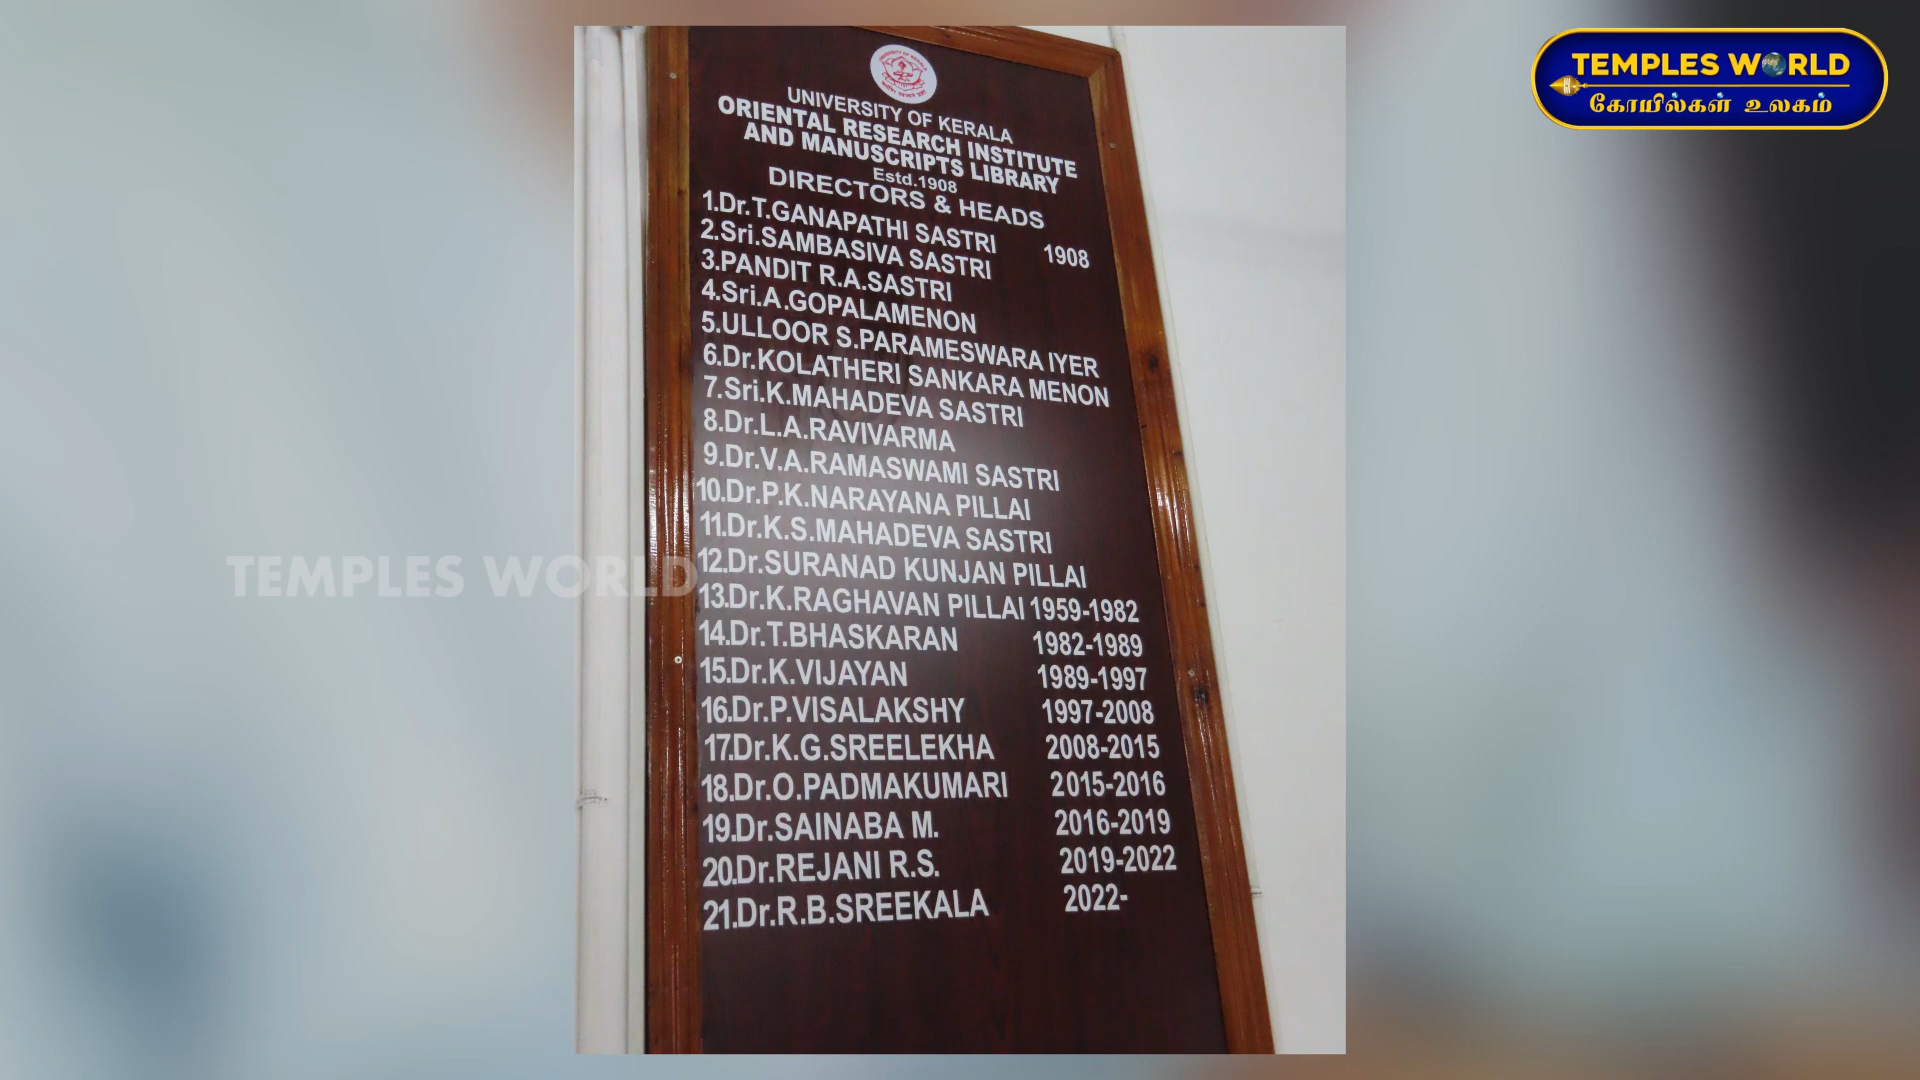 UNIVERSITY OF KERALA
ORIENTAL RESEARCH INSTITUTE
AND MANUSCRIPTS LIBRARY
Estd.1908
DIRECTORS & HEADS
1.Dr.T.GANAPATHI SASTRI 1908
2.Sri.SAMBASIVA SASTRI
3.PANDIT R.A.SASTRI
4.Sri.A.GOPALAMENON
5.ULLOOR S.PARAMESWARA IYER
6.Dr.KOLATHERI SANKARA MENON
7.Sri.K.MAHADEVA SASTRI
8.Dr.L.A.RAVIVARMA
9.Dr.V.A.RAMASWAMI SASTRI
10.Dr.P.K.NARAYANA PILLAI
11.Dr.K.S.MAHADEVA SASTRI
12.Dr.SURANAD KUNJAN PILLAI
13.Dr.K.RAGHAVAN PILLAI 1959-1982
14.Dr.T.BHASKARAN 1982-1989
15.Dr.K.VIJAYAN 1989-1997
16.Dr.P.VISALAKSHY 1997-2008
17.Dr.K.G.SREELEKHA 2008-2015
18.Dr.O.PADMAKUMARI 2015-2016
19.Dr.SAINABA M. 2016-2019
20.Dr.REJANI R.S. 2019-2022
21.Dr.R.B.SREEKALA 2022-
TEMPLES WORLD
கோயில்கள் உலகம்
TEMPLES WORLD